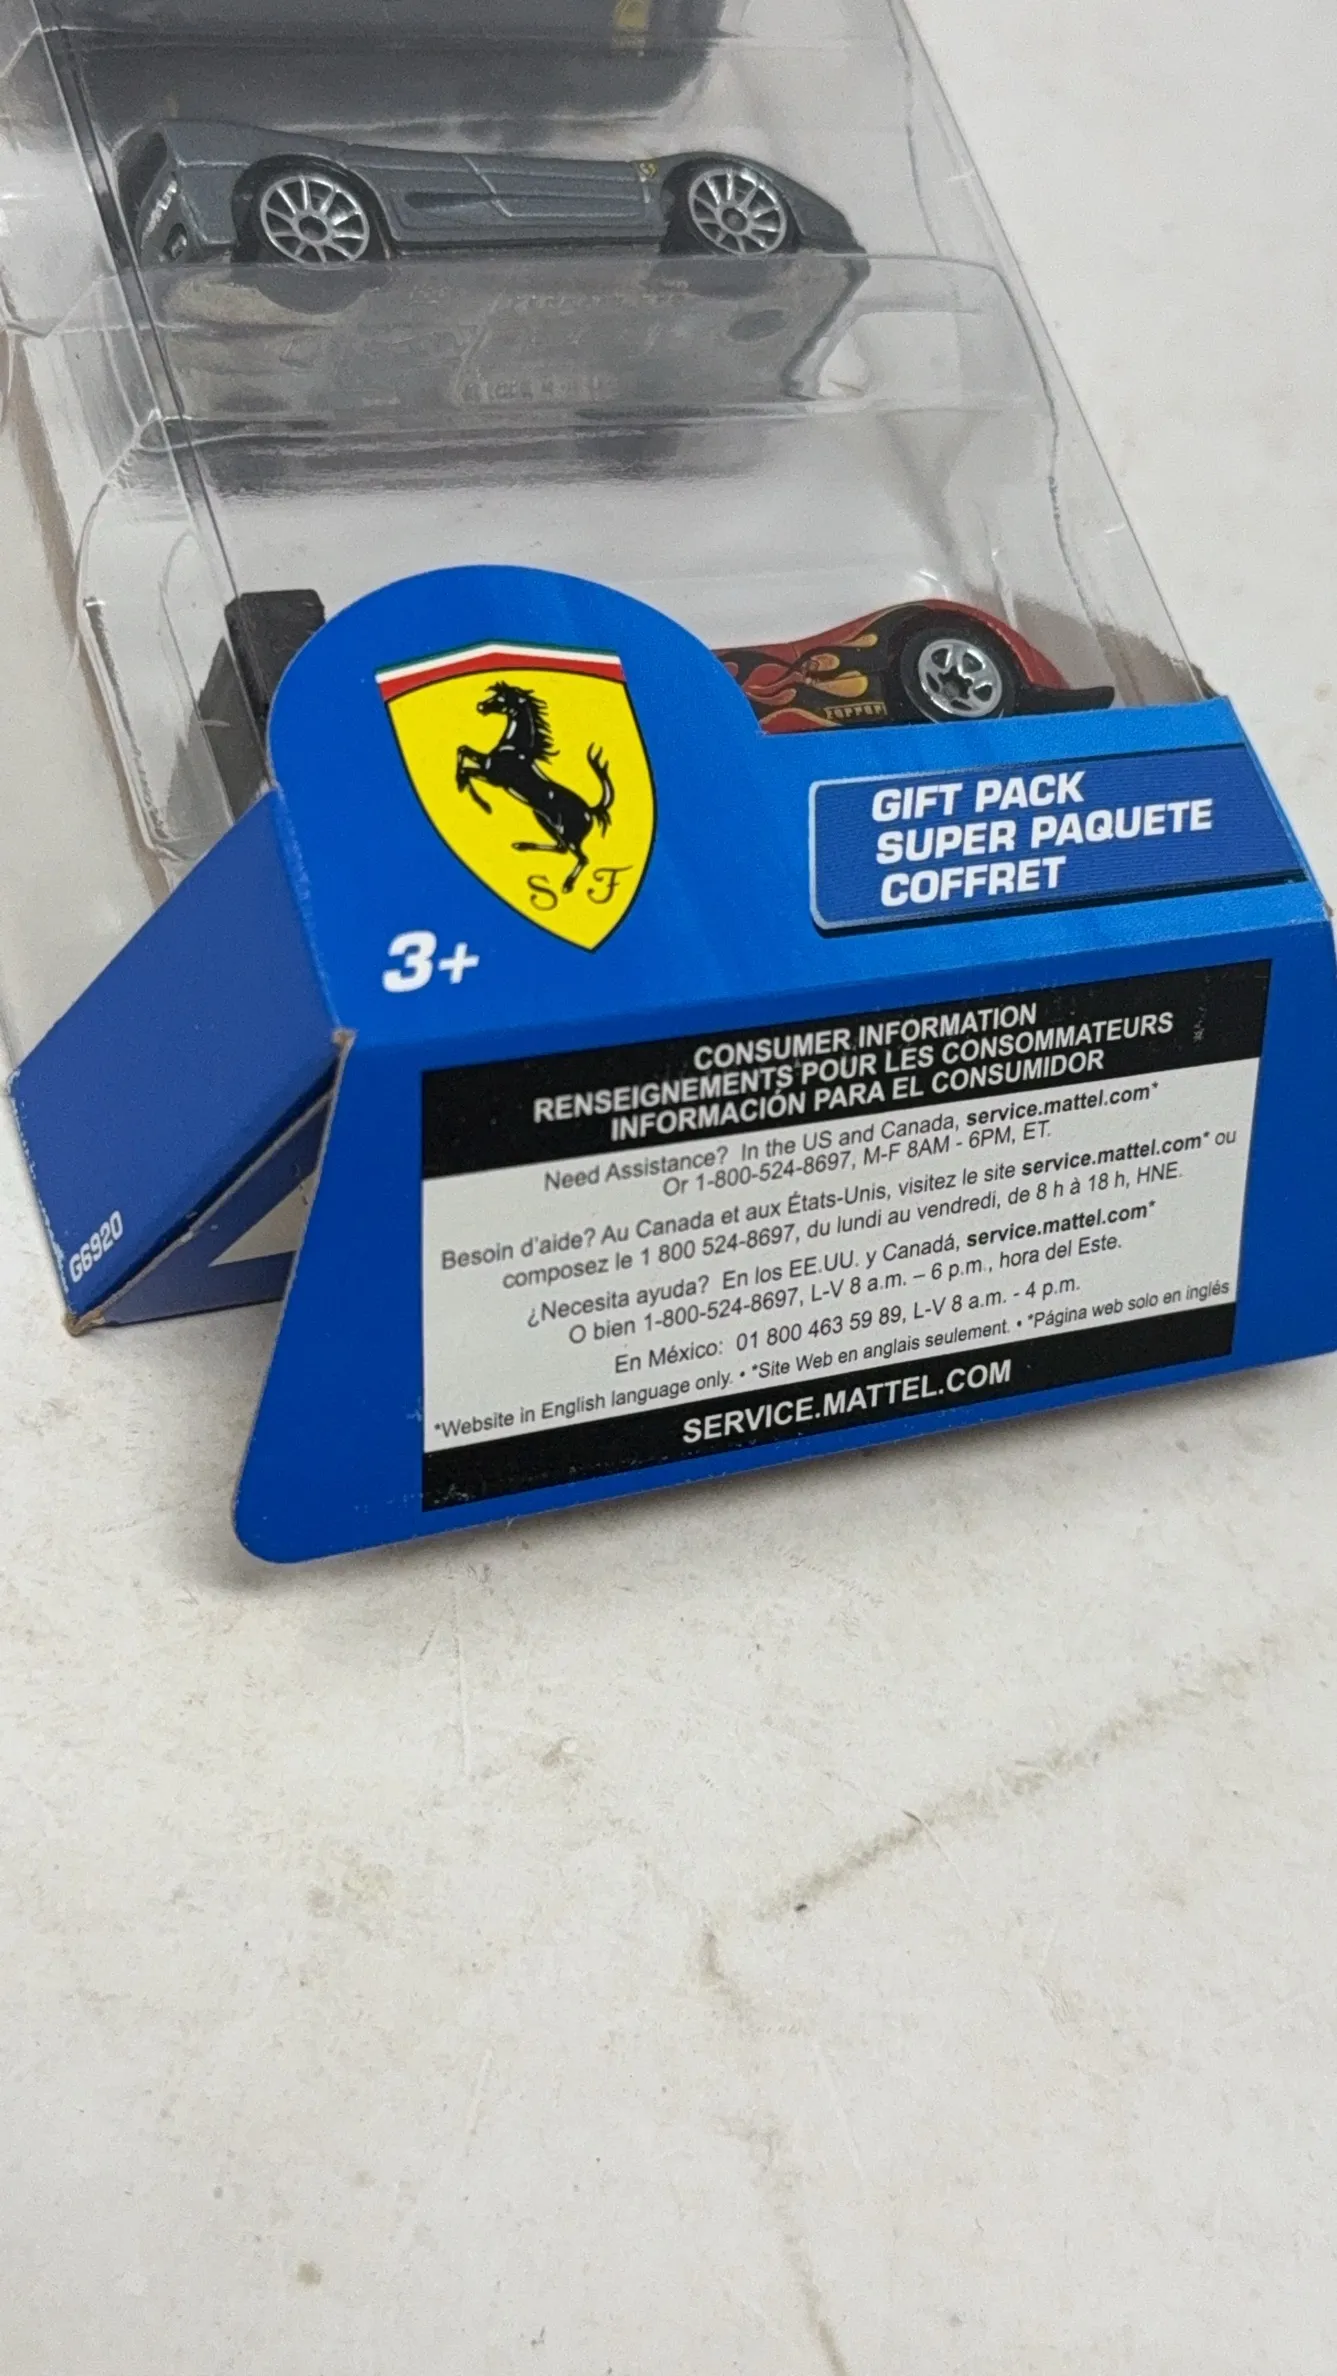 FERRARI
S F
GIFT PACK
SUPER PAQUETE
COFFRET
3+
CONSUMER INFORMATION
RENSEIGNEMENTS POUR LES CONSOMMATEURS
INFORMACIÓN PARA EL CONSUMIDOR
Need Assistance? In the US and Canada, service.mattel.com*
Or 1-800-524-8697, M-F 8AM - 6PM, ET.
Besoin d'aide? Au Canada et aux États-Unis, visitez le site service.mattel.com* ou
composez le 1 800 524-8697, du lundi au vendredi, de 8 h à 18 h, HNE.
¿Necesita ayuda? En los EE.UU. y Canadá, service.mattel.com*
O bien 1-800-524-8697, L-V 8 a.m. – 6 p.m., hora del Este.
En México: 01 800 463 59 89, L-V 8 a.m. - 4 p.m.
*Website in English language only. • *Site Web en anglais seulement. • *Página web solo en inglés
SERVICE.MATTEL.COM
G6920